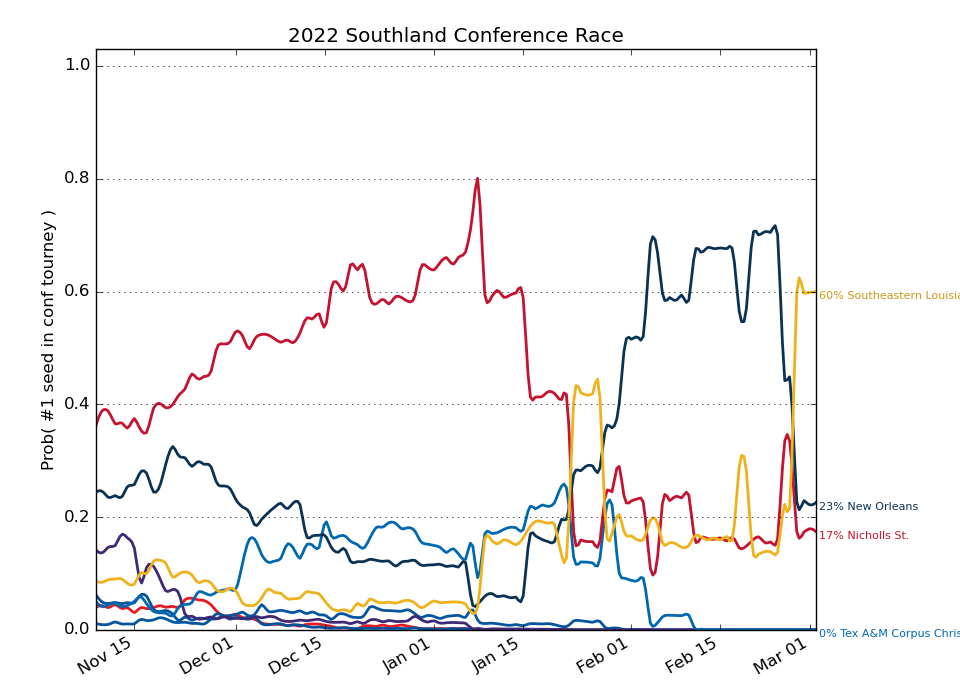 2022 Southland Conference Race
Prob( #1 seed in conf tourney )
1.0
0.8
0.6
0.4
0.2
0.0
60% Southeastern Louisia
23% New Orleans
17% Nicholls St.
0% Tex A&M Corpus Chris
Nov 15
Dec 01
Dec 15
Jan 01
Jan 15
Feb 01
Feb 15
Mar 01